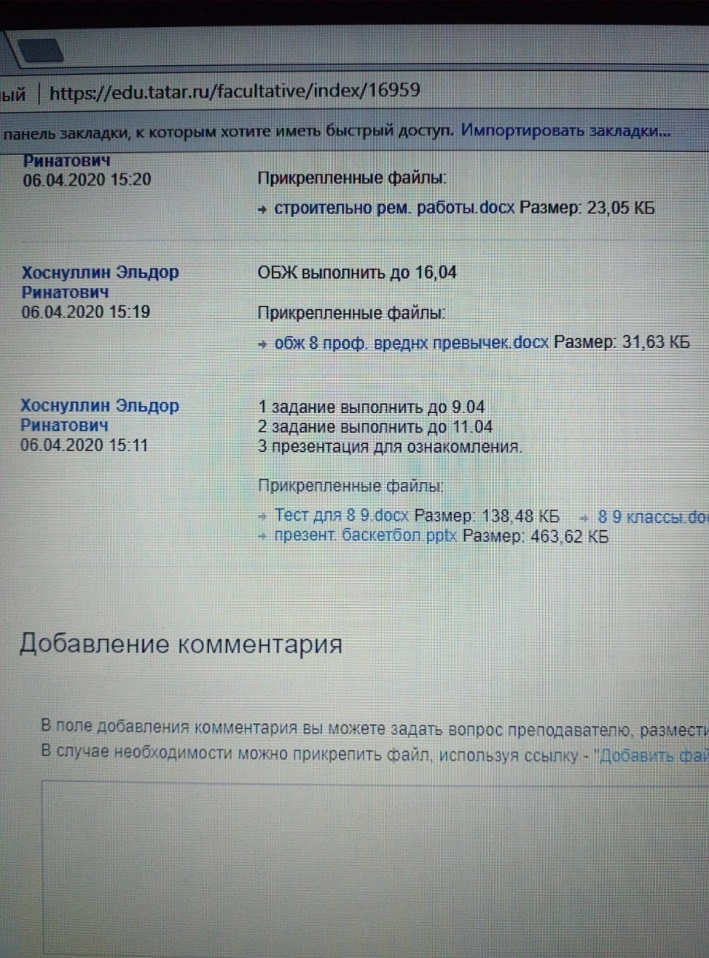 ый | https://edu.tatar.ru/facultative/index/16959
панель закладки, к которым хотите иметь быстрый доступ. Импортировать закладки...
Ринатович
06.04.2020 15:20
Прикрепленные файлы:
строительно рем. работы.docx Размер: 23,05 КБ
Хоснуллин Эльдор
Ринатович
06.04.2020 15:19
ОБЖ выполнить до 16,04
Прикрепленные файлы:
обж 8 проф. вреднх превычек.docx Размер: 31,63 КБ
Хоснуллин Эльдор
Ринатович
06.04.2020 15:11
1 задание выполнить до 9.04
2 задание выполнить до 11.04
3 презентация для ознакомления.
Прикрепленные файлы:
Тест для 8 9.docx Размер: 138,48 КБ 8 9 классы.do
презент. баскетбол.pptx Размер: 463,62 КБ
Добавление комментария
В поле добавления комментария вы можете задать вопрос преподавателю, размести
В случае необходимости можно прикрепить файл, используя ссылку - "Добавить фай